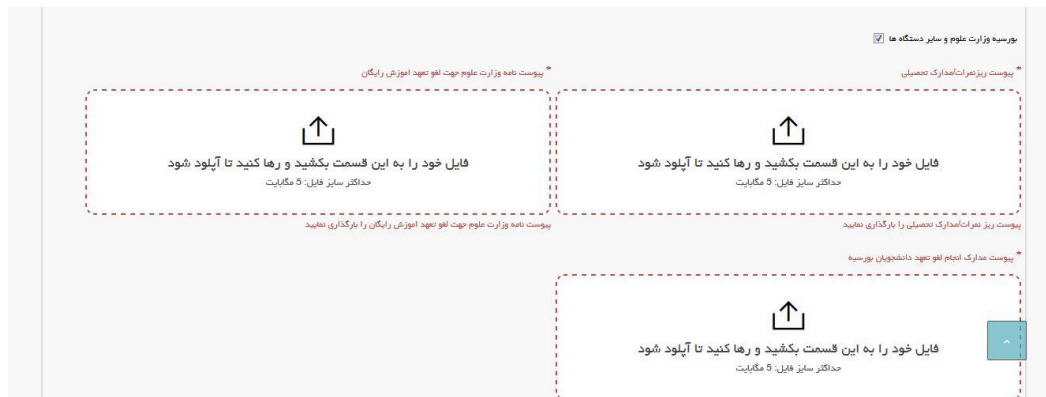 بورسیه وزارت علوم و سایر دستگاه ها
* پیوست ریزنمرات/مدارک تحصیلی
فایل خود را به این قسمت بکشید و رها کنید تا آپلود شود
حداکثر سایز فایل: 5 مگابایت
پیوست ریز نمرات/مدارک تحصیلی را بارگذاری نمایید
* پیوست نامه وزارت علوم جهت لغو تعهد اموزش رایگان
فایل خود را به این قسمت بکشید و رها کنید تا آپلود شود
حداکثر سایز فایل: 5 مگابایت
پیوست نامه وزارت علوم جهت لغو تعهد اموزش رایگان را بارگذاری نمایید
* پیوست مدارک انجام لغو تعهد دانشجویان بورسیه
فایل خود را به این قسمت بکشید و رها کنید تا آپلود شود
حداکثر سایز فایل: 5 مگابایت